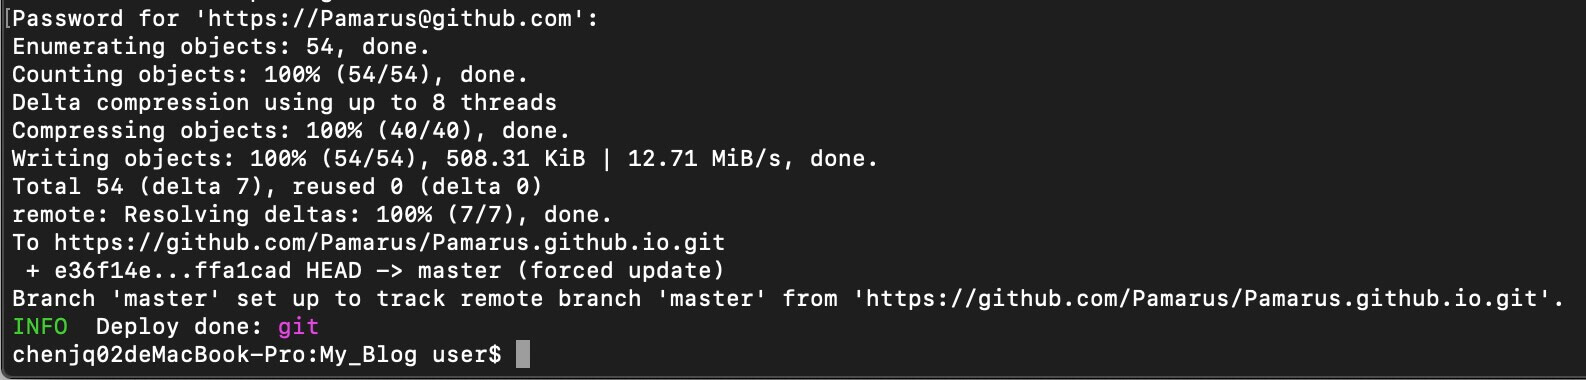 [Password for 'https://Pamarus@github.com':
Enumerating objects: 54, done.
Counting objects: 100% (54/54), done.
Delta compression using up to 8 threads
Compressing objects: 100% (40/40), done.
Writing objects: 100% (54/54), 508.31 KiB | 12.71 MiB/s, done.
Total 54 (delta 7), reused 0 (delta 0)
remote: Resolving deltas: 100% (7/7), done.
To https://github.com/Pamarus/Pamarus.github.io.git
 + e36f14e...ffa1cad HEAD -> master (forced update)
Branch 'master' set up to track remote branch 'master' from 'https://github.com/Pamarus/Pamarus.github.io.git'.
INFO  Deploy done: git
chenjq02deMacBook-Pro:My_Blog user$